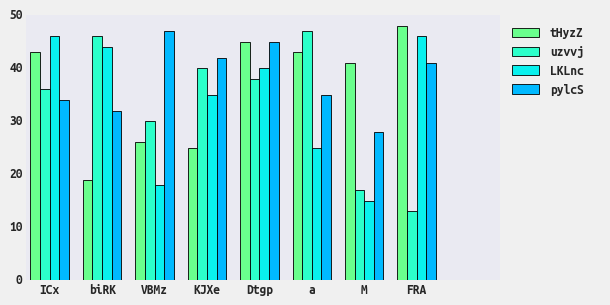 50
40
30
20
10
0
ICx biRK VBMz KJXe Dtgp a M FRA
tHyzZ
uzvvj
LKLnc
pylcS